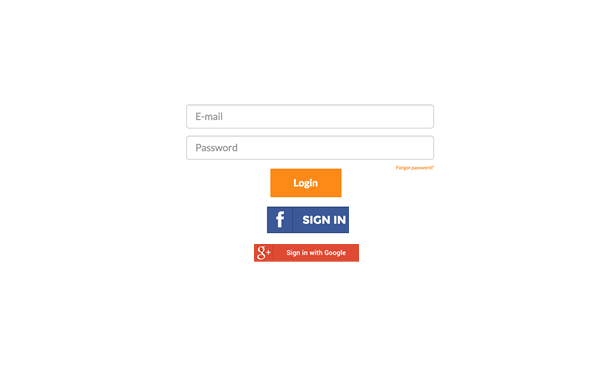 E-mail
Password
Forgot password?
Login
f SIGN IN
g+ Sign in with Google